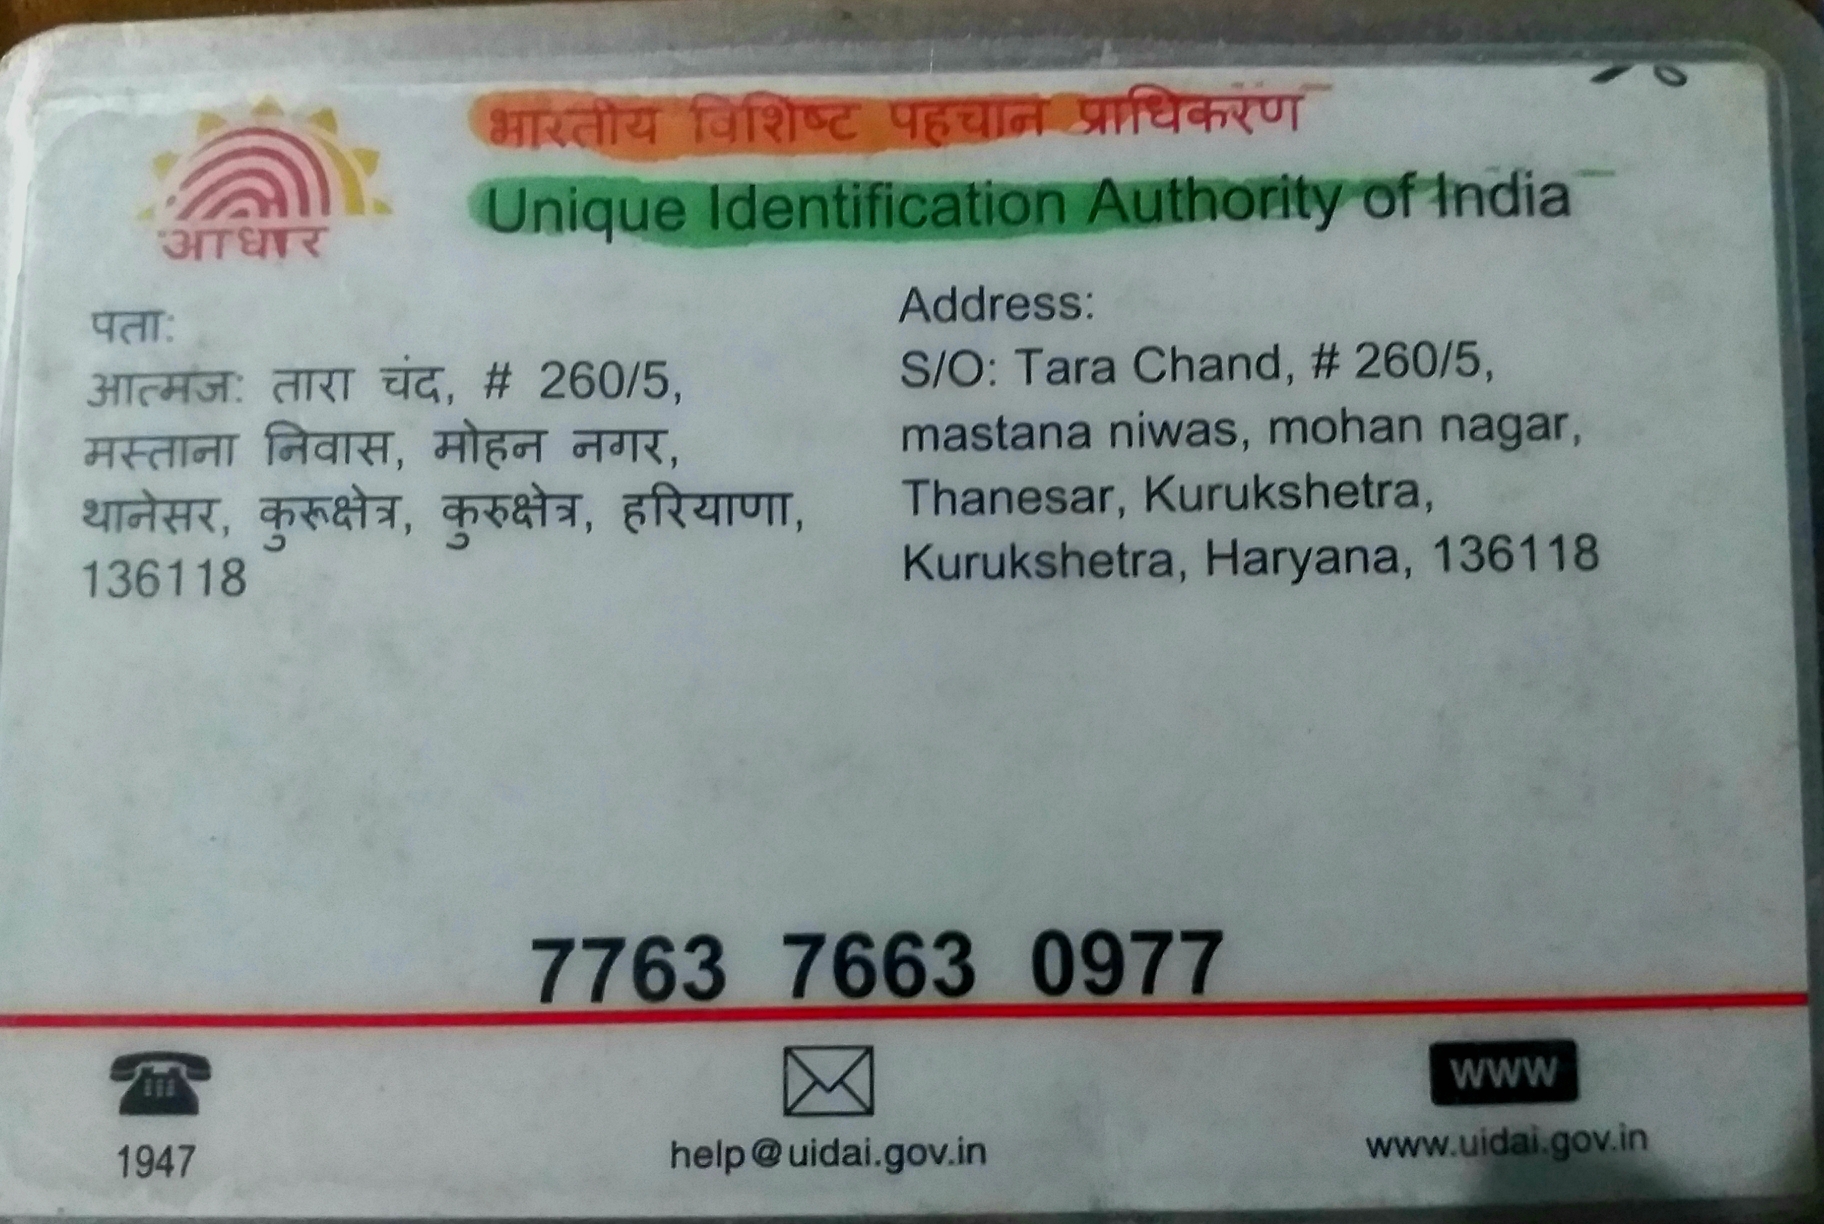 भारतीय विशिष्ट पहचान प्राधिकरण
Unique Identification Authority of India
आधार
पता:
आत्मज: तारा चंद, # 260/5,
मस्ताना निवास, मोहन नगर,
थानेसर, कुरूक्षेत्र, कुरुक्षेत्र, हरियाणा,
136118
Address:
S/O: Tara Chand, # 260/5,
mastana niwas, mohan nagar,
Thanesar, Kurukshetra,
Kurukshetra, Haryana, 136118
7763 7663 0977
1947
help@uidai.gov.in
WWW
www.uidai.gov.in